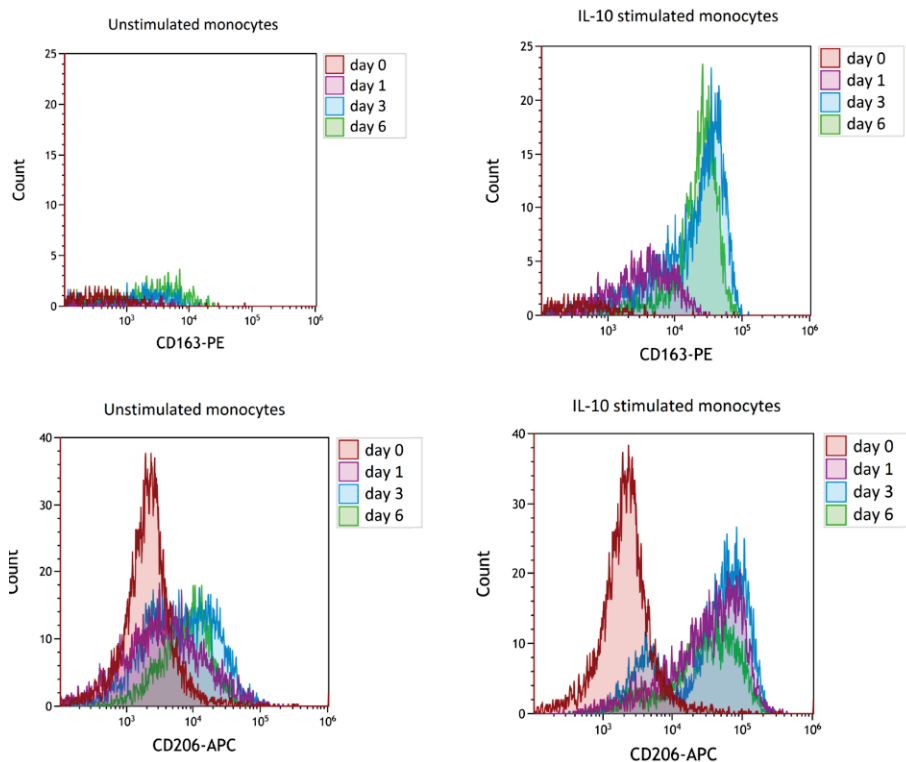 Unstimulated monocytes
25
20
15
10
5
0
Count
10³ 10⁴ 10⁵ 10⁶
CD163-PE
day 0
day 1
day 3
day 6
IL-10 stimulated monocytes
25
20
15
10
5
0
Count
10³ 10⁴ 10⁵ 10⁶
CD163-PE
day 0
day 1
day 3
day 6
Unstimulated monocytes
40
30
20
10
0
Count
10³ 10⁴ 10⁵ 10⁶
CD206-APC
day 0
day 1
day 3
day 6
IL-10 stimulated monocytes
40
30
20
10
0
Count
10³ 10⁴ 10⁵ 10⁶
CD206-APC
day 0
day 1
day 3
day 6